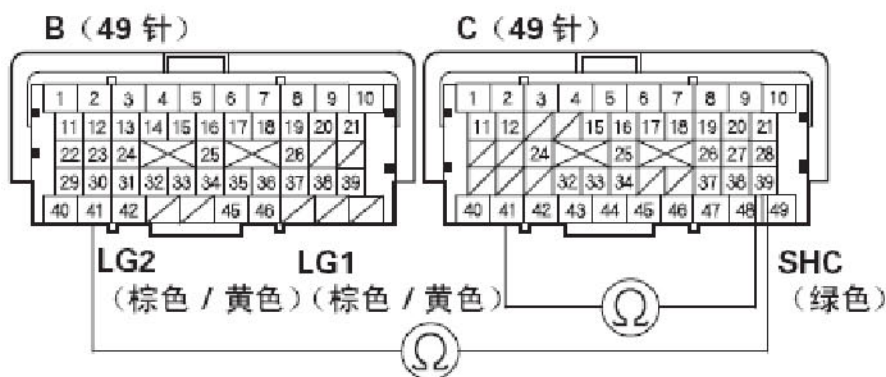 B（49 针）
C（49 针）
1 2 3 4 5 6 7 8 9 10
11 12 13 14 15 16 17 18 19 20 21
22 23 24 25 26
29 30 31 32 33 34 35 36 37 38 39
40 41 42 45 46
1 2 3 4 5 6 7 8 9 10
11 12 15 16 17 18 19 20 21
24 25 26 27 28
32 33 34 37 38 39
40 41 42 43 44 45 46 47 48 49
LG2
（棕色 / 黄色）
LG1
（棕色 / 黄色）
SHC
（绿色）
Ω
Ω